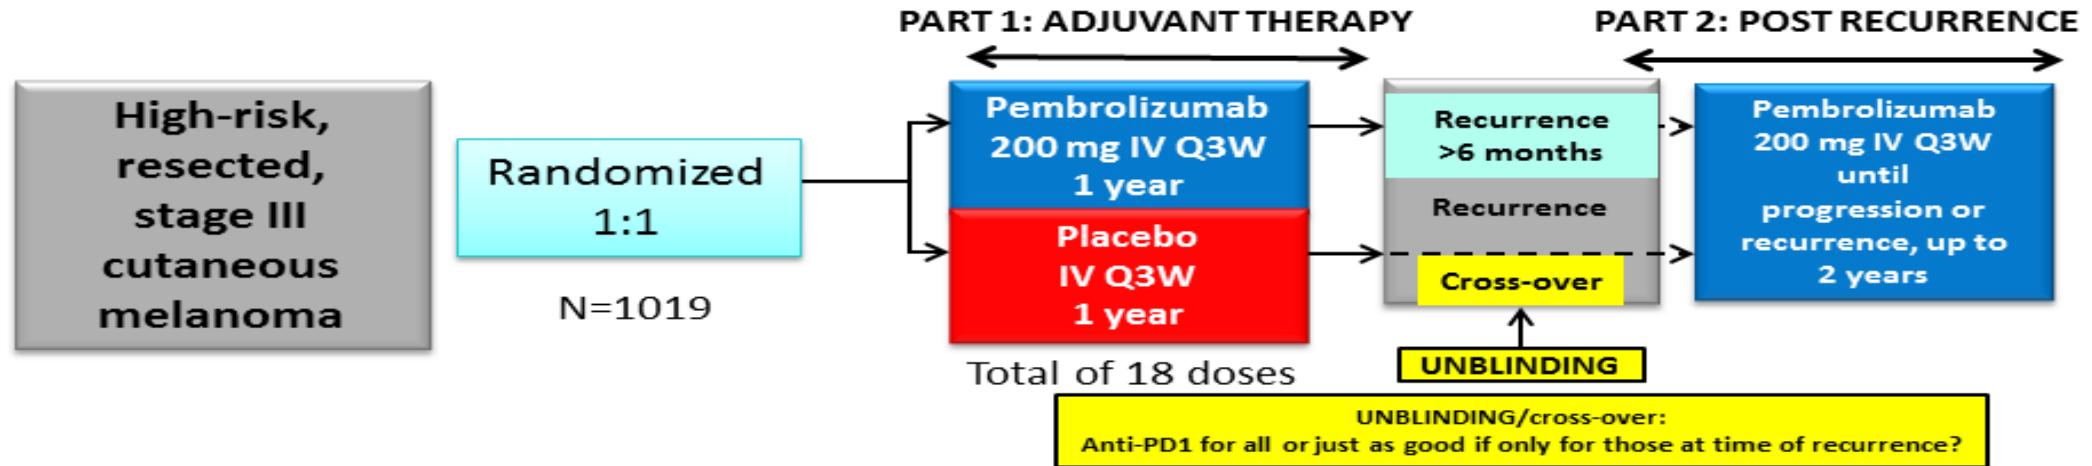 PART 1: ADJUVANT THERAPY
PART 2: POST RECURRENCE
High-risk,
resected,
stage III
cutaneous
melanoma
Randomized
1:1
N=1019
Pembrolizumab
200 mg IV Q3W
1 year
Placebo
IV Q3W
1 year
Total of 18 doses
Recurrence
>6 months
Recurrence
Cross-over
UNBLINDING
Pembrolizumab
200 mg IV Q3W
until
progression or
recurrence, up to
2 years
UNBLINDING/cross-over:
Anti-PD1 for all or just as good if only for those at time of recurrence?